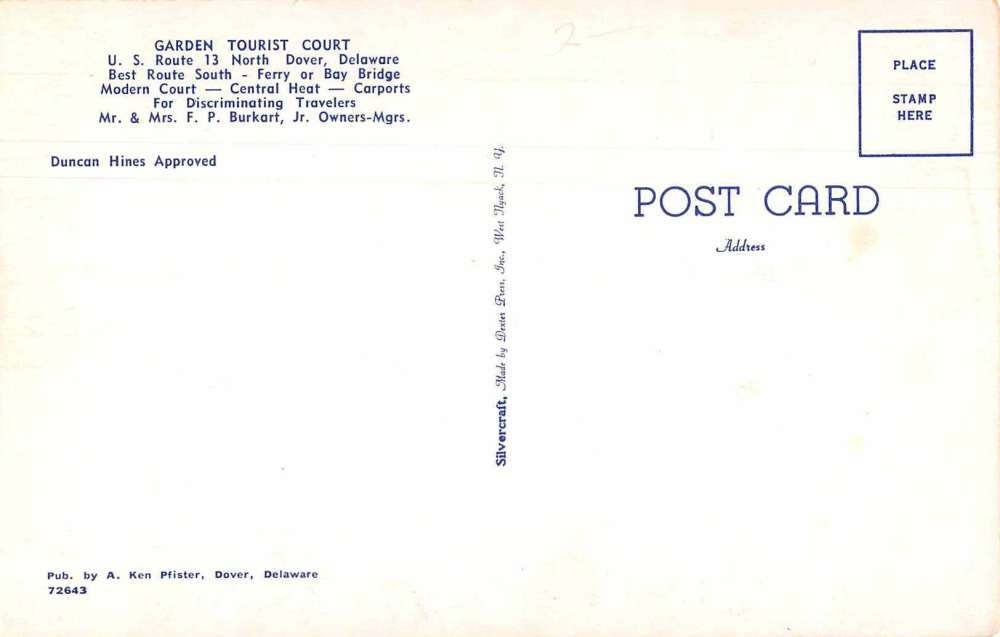 GARDEN TOURIST COURT
U. S. Route 13 North Dover, Delaware
Best Route South - Ferry or Bay Bridge
Modern Court — Central Heat — Carports
For Discriminating Travelers
Mr. & Mrs. F. P. Burkart, Jr. Owners-Mgrs.
Duncan Hines Approved
Pub. by A. Ken Pfister, Dover, Delaware
72643
Silvercraft, Made by Dexter Press, Inc., West Nyack, N. Y.
PLACE
STAMP
HERE
POST CARD
Address
2